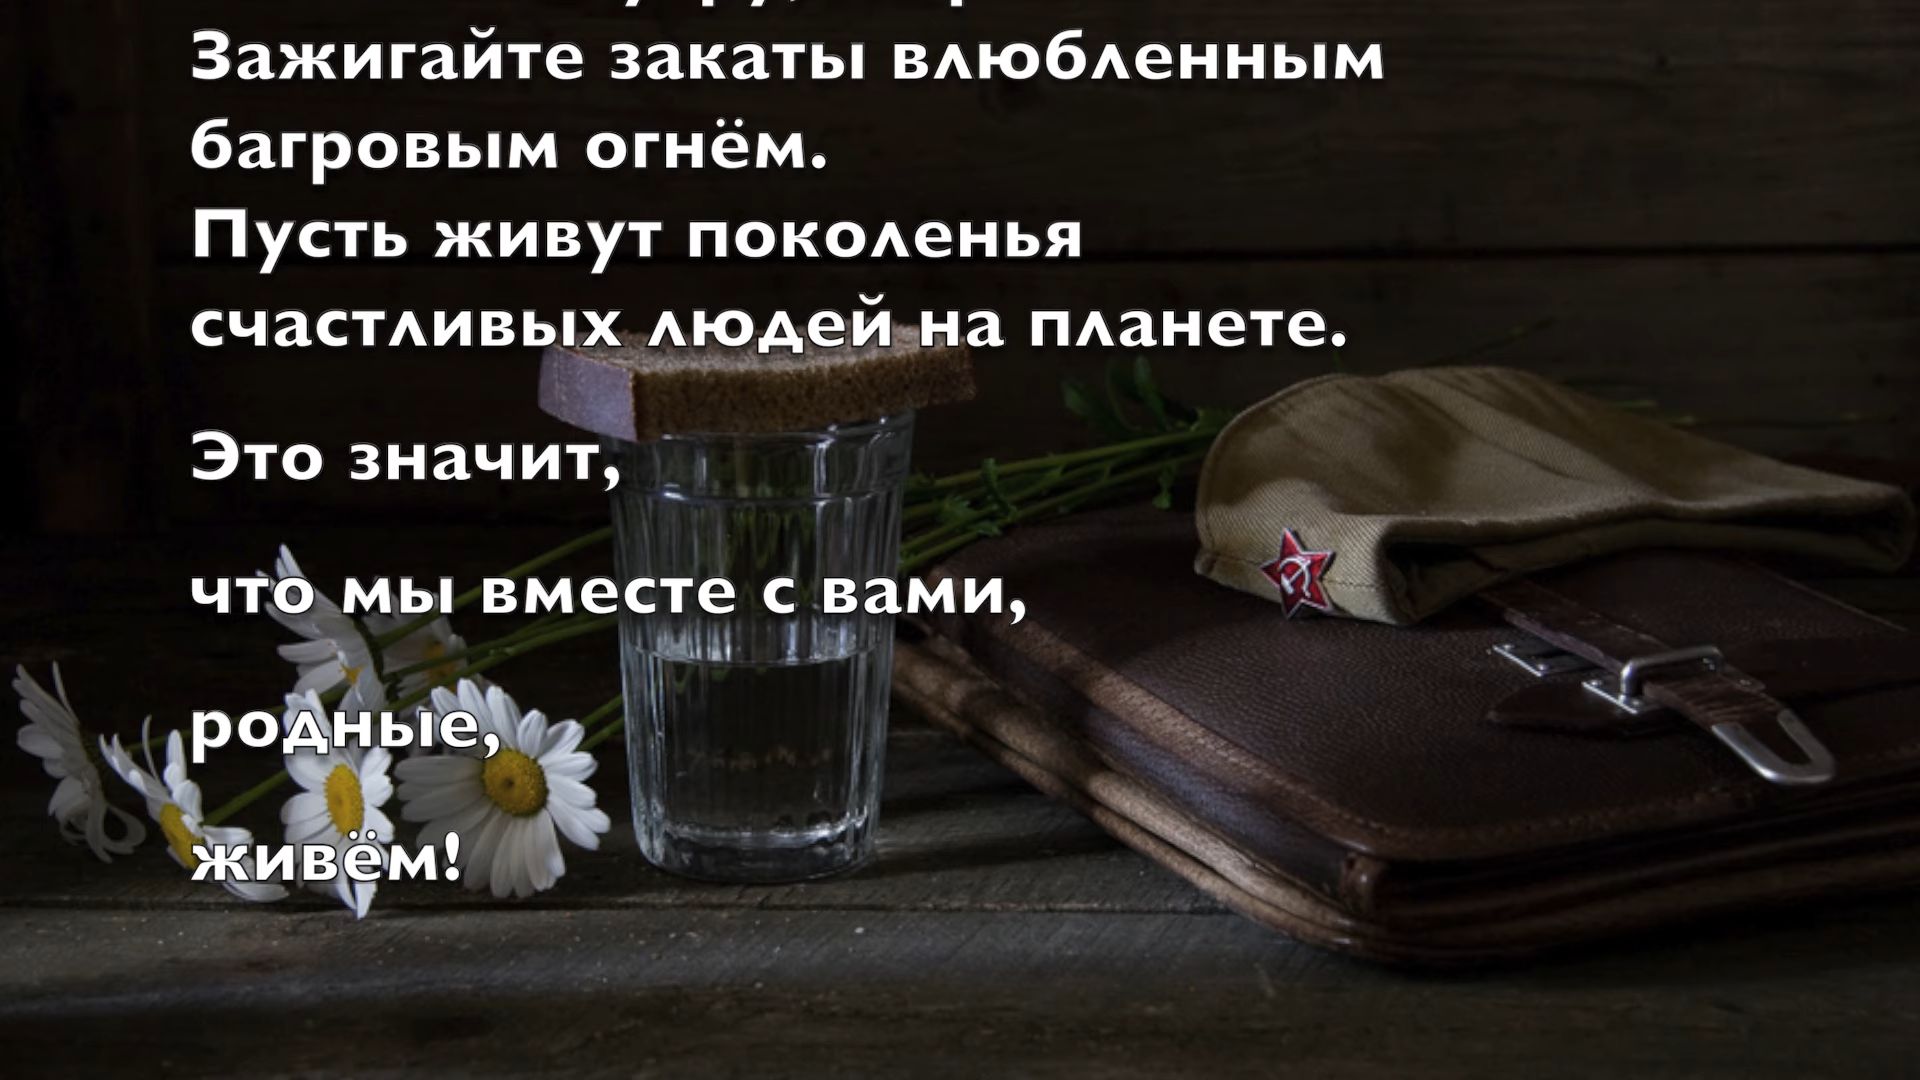 Зажигайте закаты влюбленным
багровым огнём.
Пусть живут поколенья
счастливых людей на планете.
Это значит,
что мы вместе с вами,
родные,
живём!